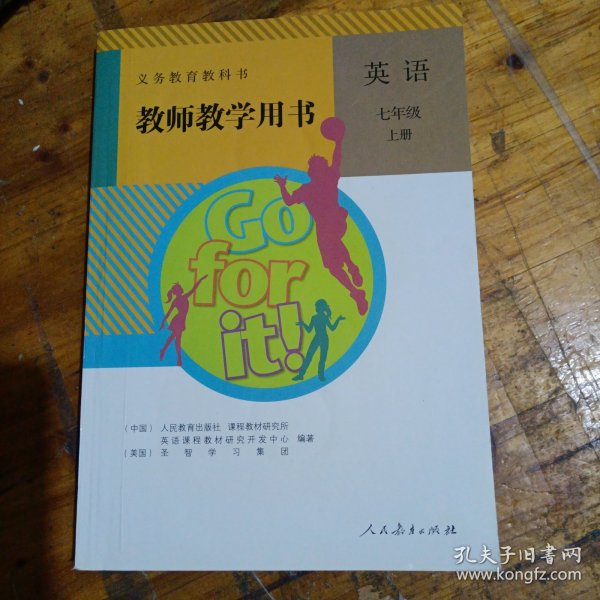 义务教育教科书
教师教学用书
英语
七年级
上册
Go
for
it!
（中国）人民教育出版社 课程教材研究所
英语课程教材研究开发中心 编著
（美国）圣智学习集团
人民教育出版社
孔夫子旧书网
www.kongfz.com